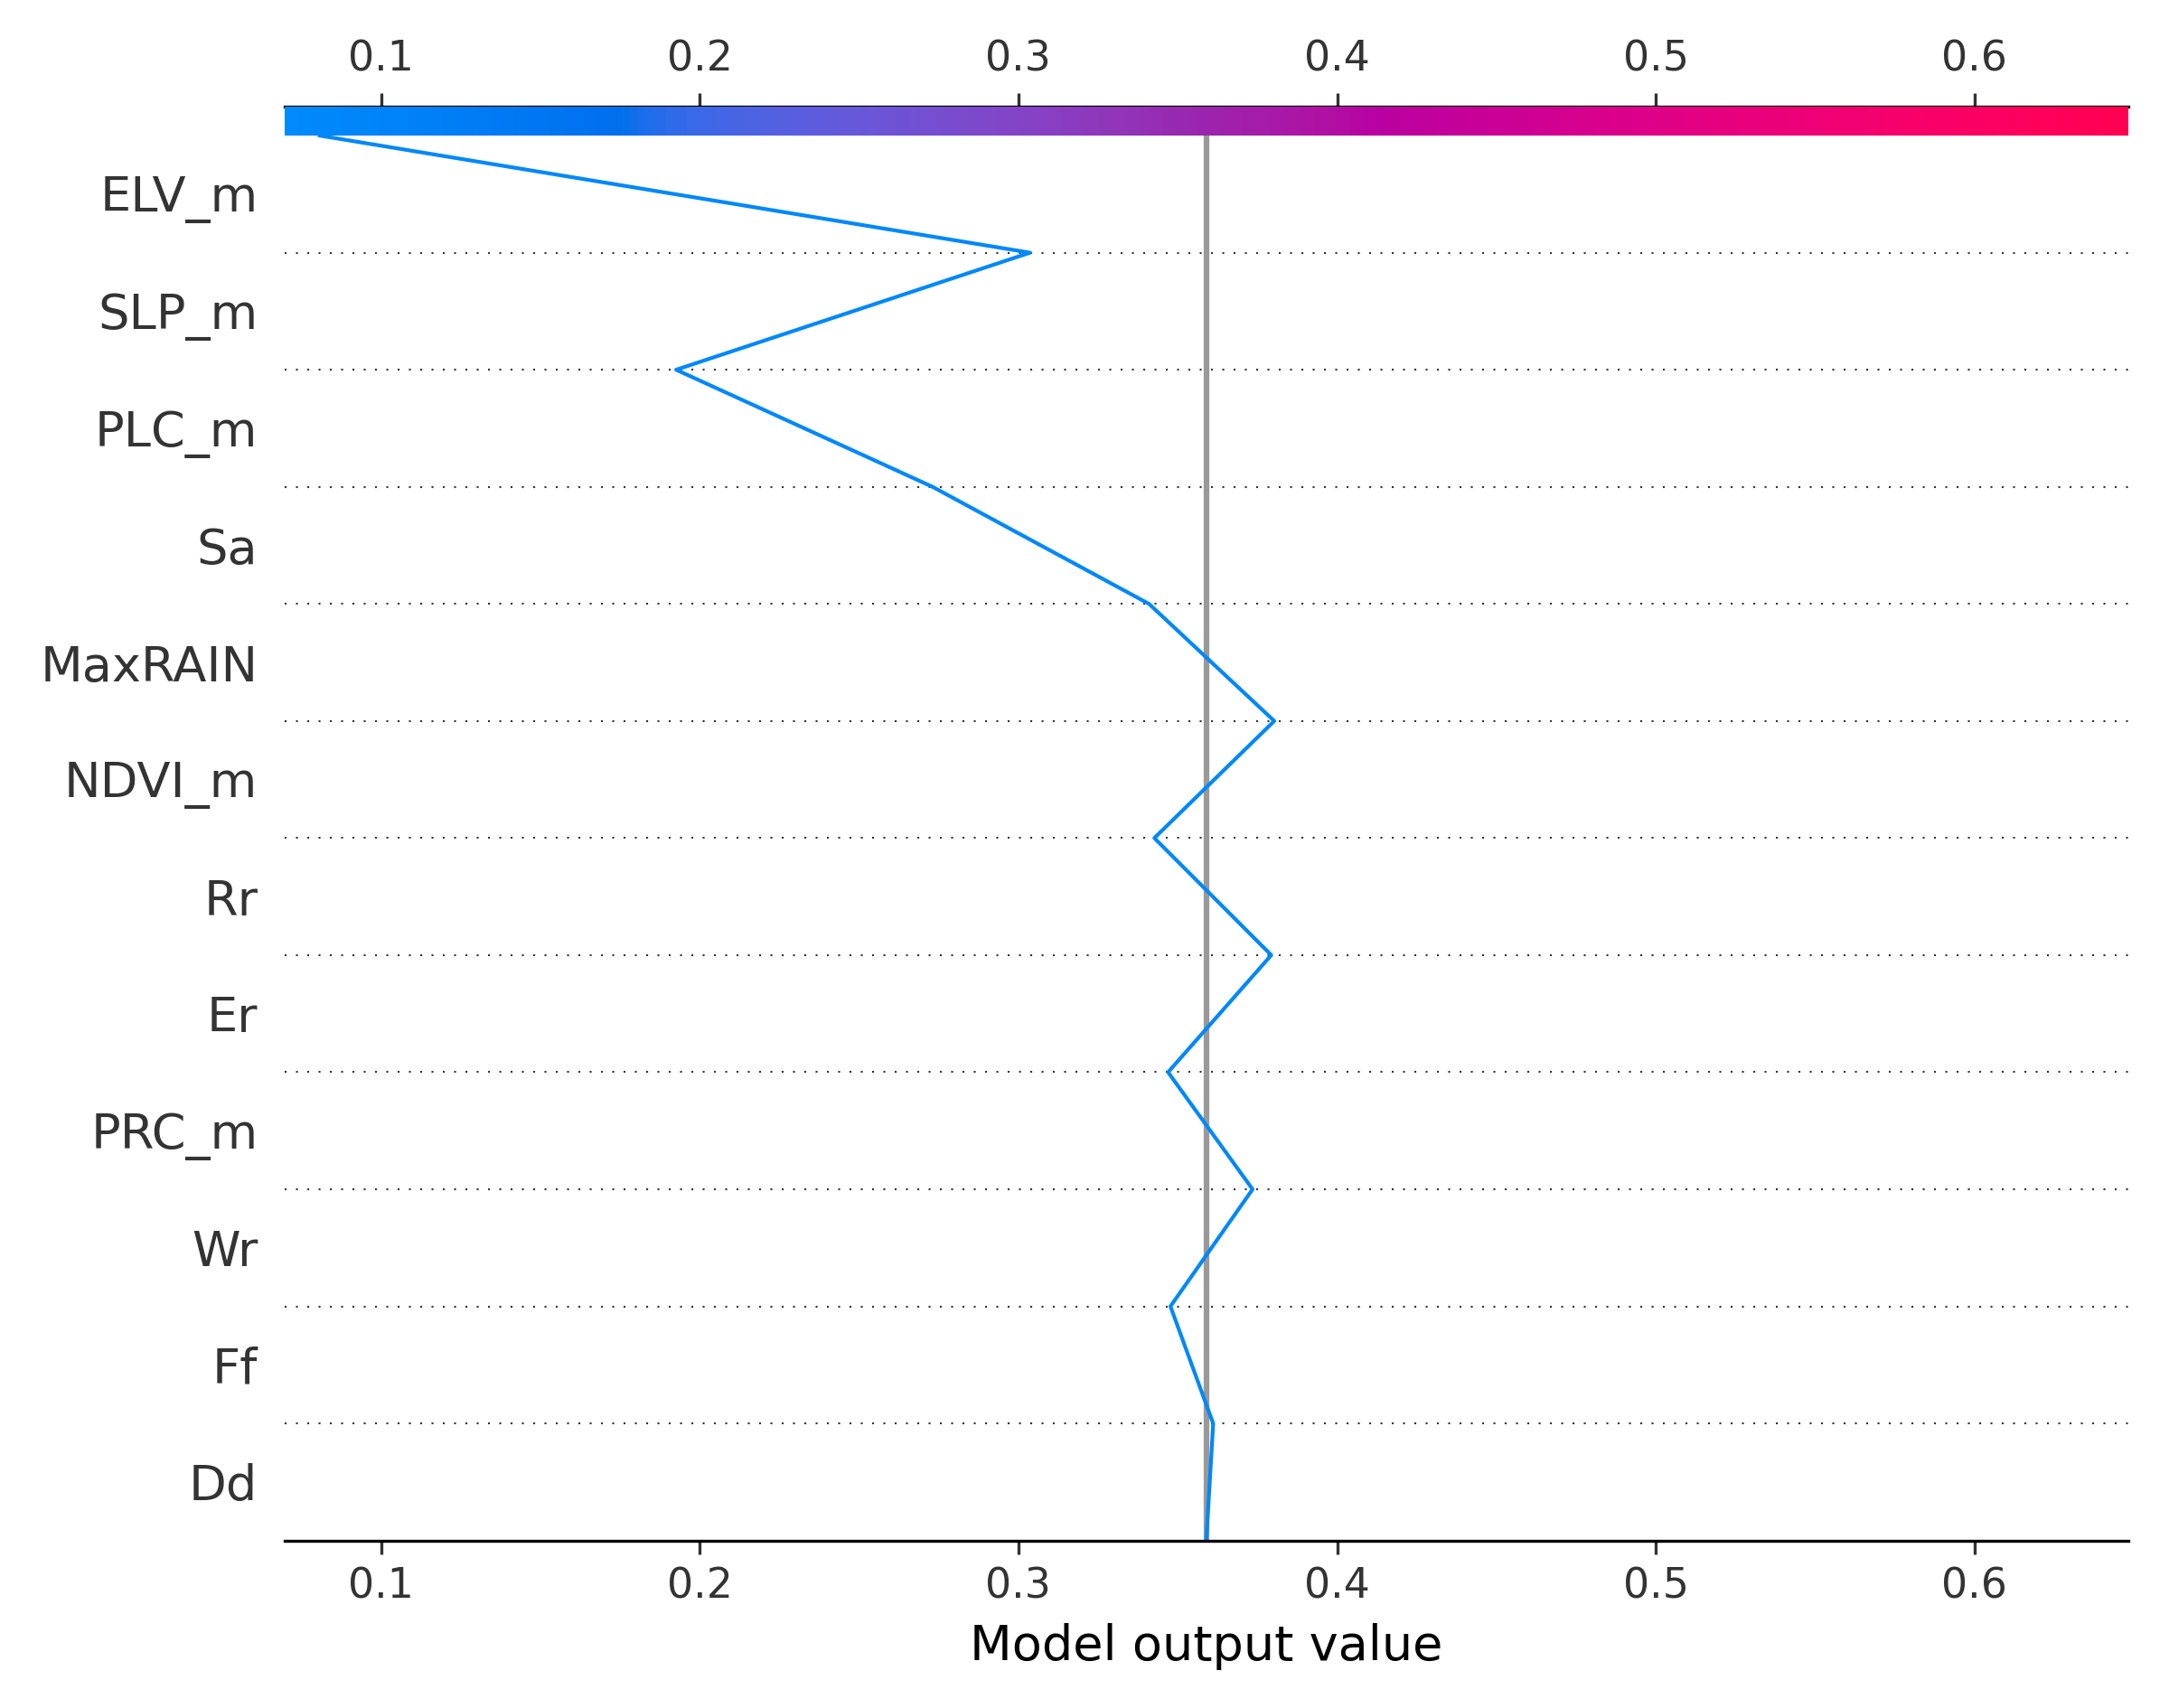 0.1 0.2 0.3 0.4 0.5 0.6
ELV_m
SLP_m
PLC_m
Sa
MaxRAIN
NDVI_m
Rr
Er
PRC_m
Wr
Ff
Dd
0.1 0.2 0.3 0.4 0.5 0.6
Model output value